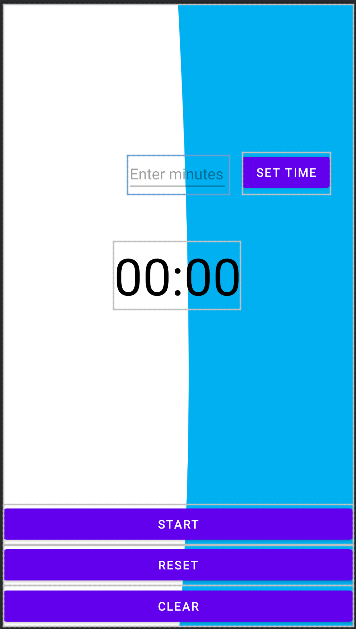 Enter minutes
SET TIME
00:00
START
RESET
CLEAR